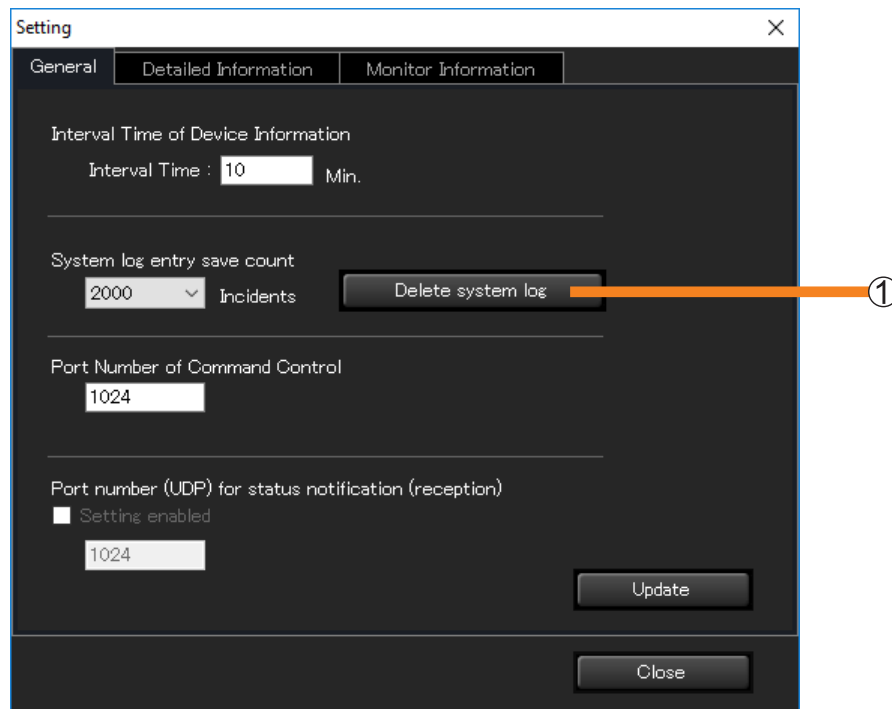 Setting
General Detailed Information Monitor Information
Interval Time of Device Information
Interval Time : 10 Min.
System log entry save count
2000 Incidents Delete system log
①
Port Number of Command Control
1024
Port number (UDP) for status notification (reception)
Setting enabled
1024
Update
Close